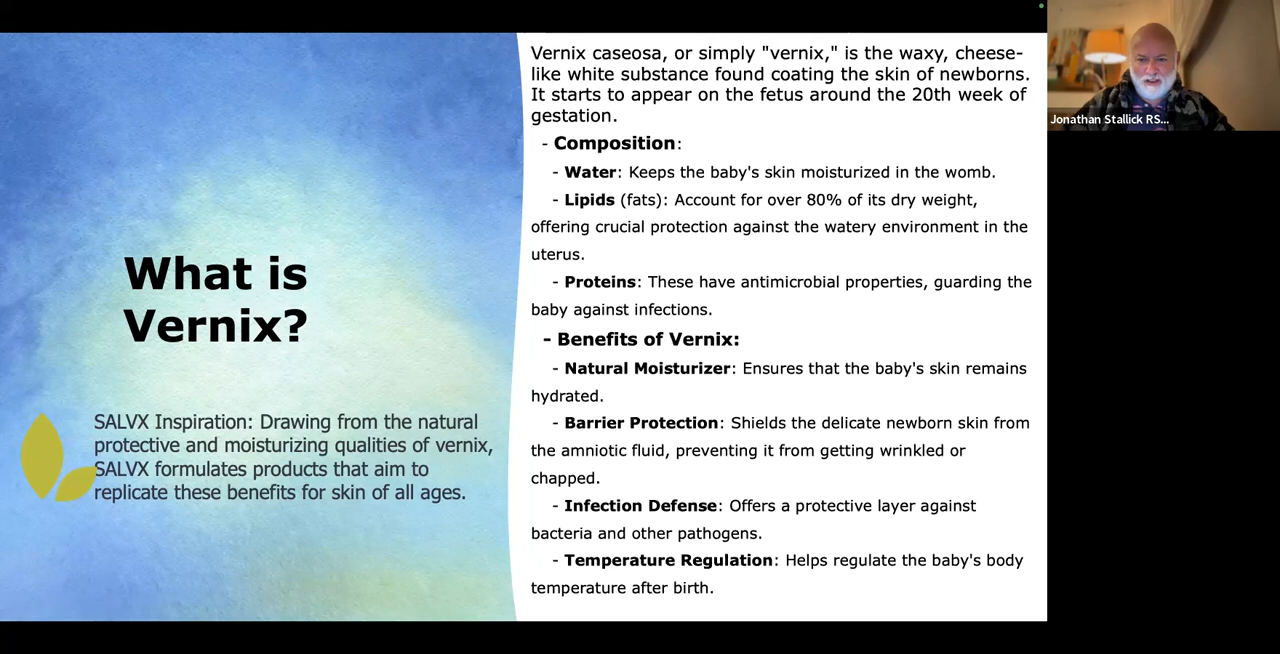 What is
Vernix?
SALVX Inspiration: Drawing from the natural
protective and moisturizing qualities of vernix,
SALVX formulates products that aim to
replicate these benefits for skin of all ages.
Vernix caseosa, or simply "vernix," is the waxy, cheese-
like white substance found coating the skin of newborns.
It starts to appear on the fetus around the 20th week of
gestation.
- Composition:
- Water: Keeps the baby's skin moisturized in the womb.
- Lipids (fats): Account for over 80% of its dry weight,
offering crucial protection against the watery environment in the
uterus.
- Proteins: These have antimicrobial properties, guarding the
baby against infections.
- Benefits of Vernix:
- Natural Moisturizer: Ensures that the baby's skin remains
hydrated.
- Barrier Protection: Shields the delicate newborn skin from
the amniotic fluid, preventing it from getting wrinkled or
chapped.
- Infection Defense: Offers a protective layer against
bacteria and other pathogens.
- Temperature Regulation: Helps regulate the baby's body
temperature after birth.
Jonathan Stallick RS...